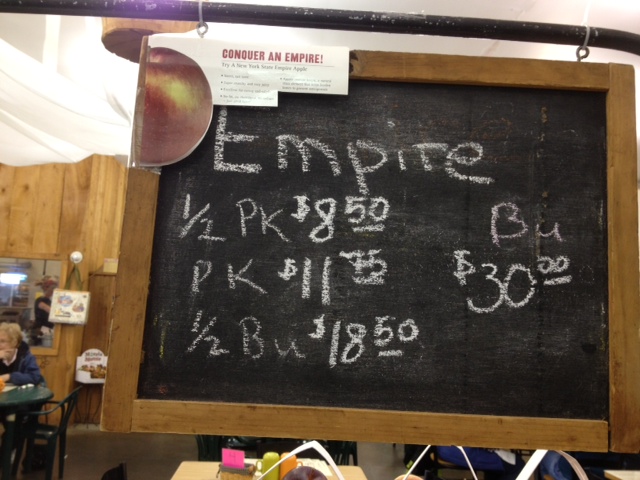 CONQUER AN EMPIRE!
Try A New York State Empire Apple
Empire
1/2 PK $8 50
PK $11 75
1/2 Bu $18 50
Bu
$30 00